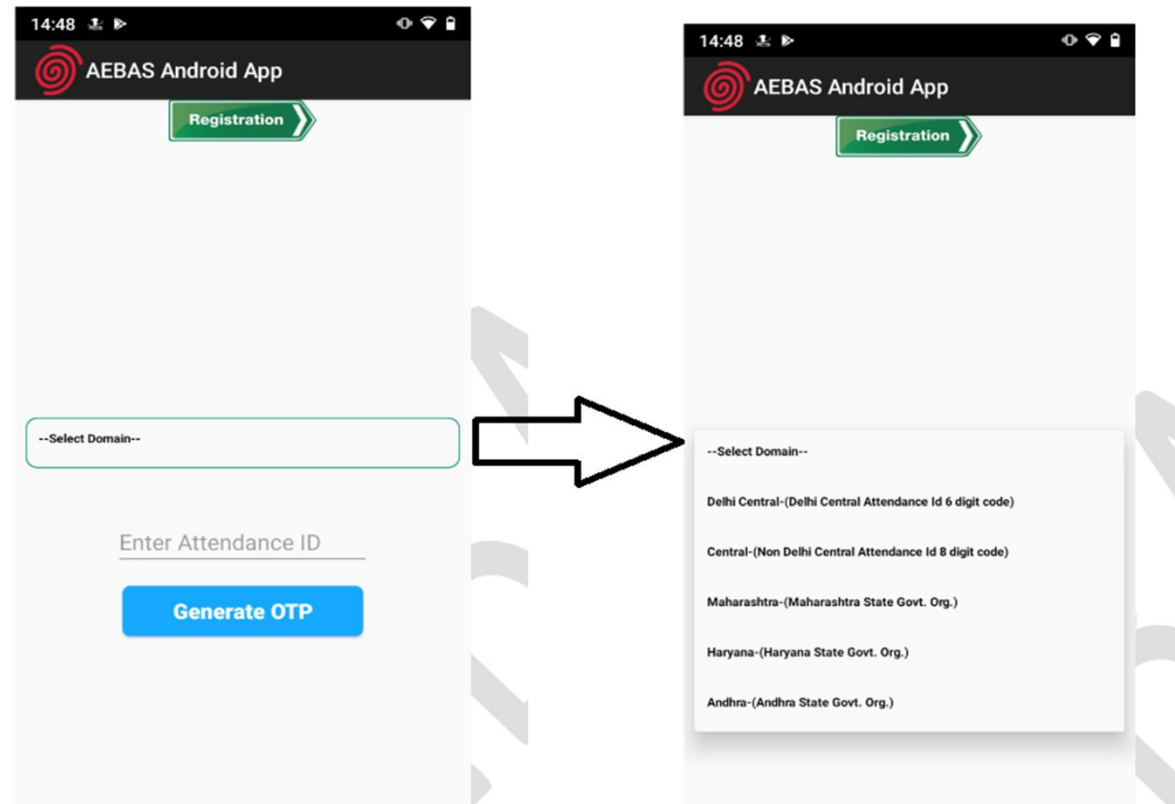 14:48
AEBAS Android App
Registration
--Select Domain--
Enter Attendance ID
Generate OTP
14:48
AEBAS Android App
Registration
--Select Domain--
Delhi Central-(Delhi Central Attendance Id 6 digit code)
Central-(Non Delhi Central Attendance Id 8 digit code)
Maharashtra-(Maharashtra State Govt. Org.)
Haryana-(Haryana State Govt. Org.)
Andhra-(Andhra State Govt. Org.)